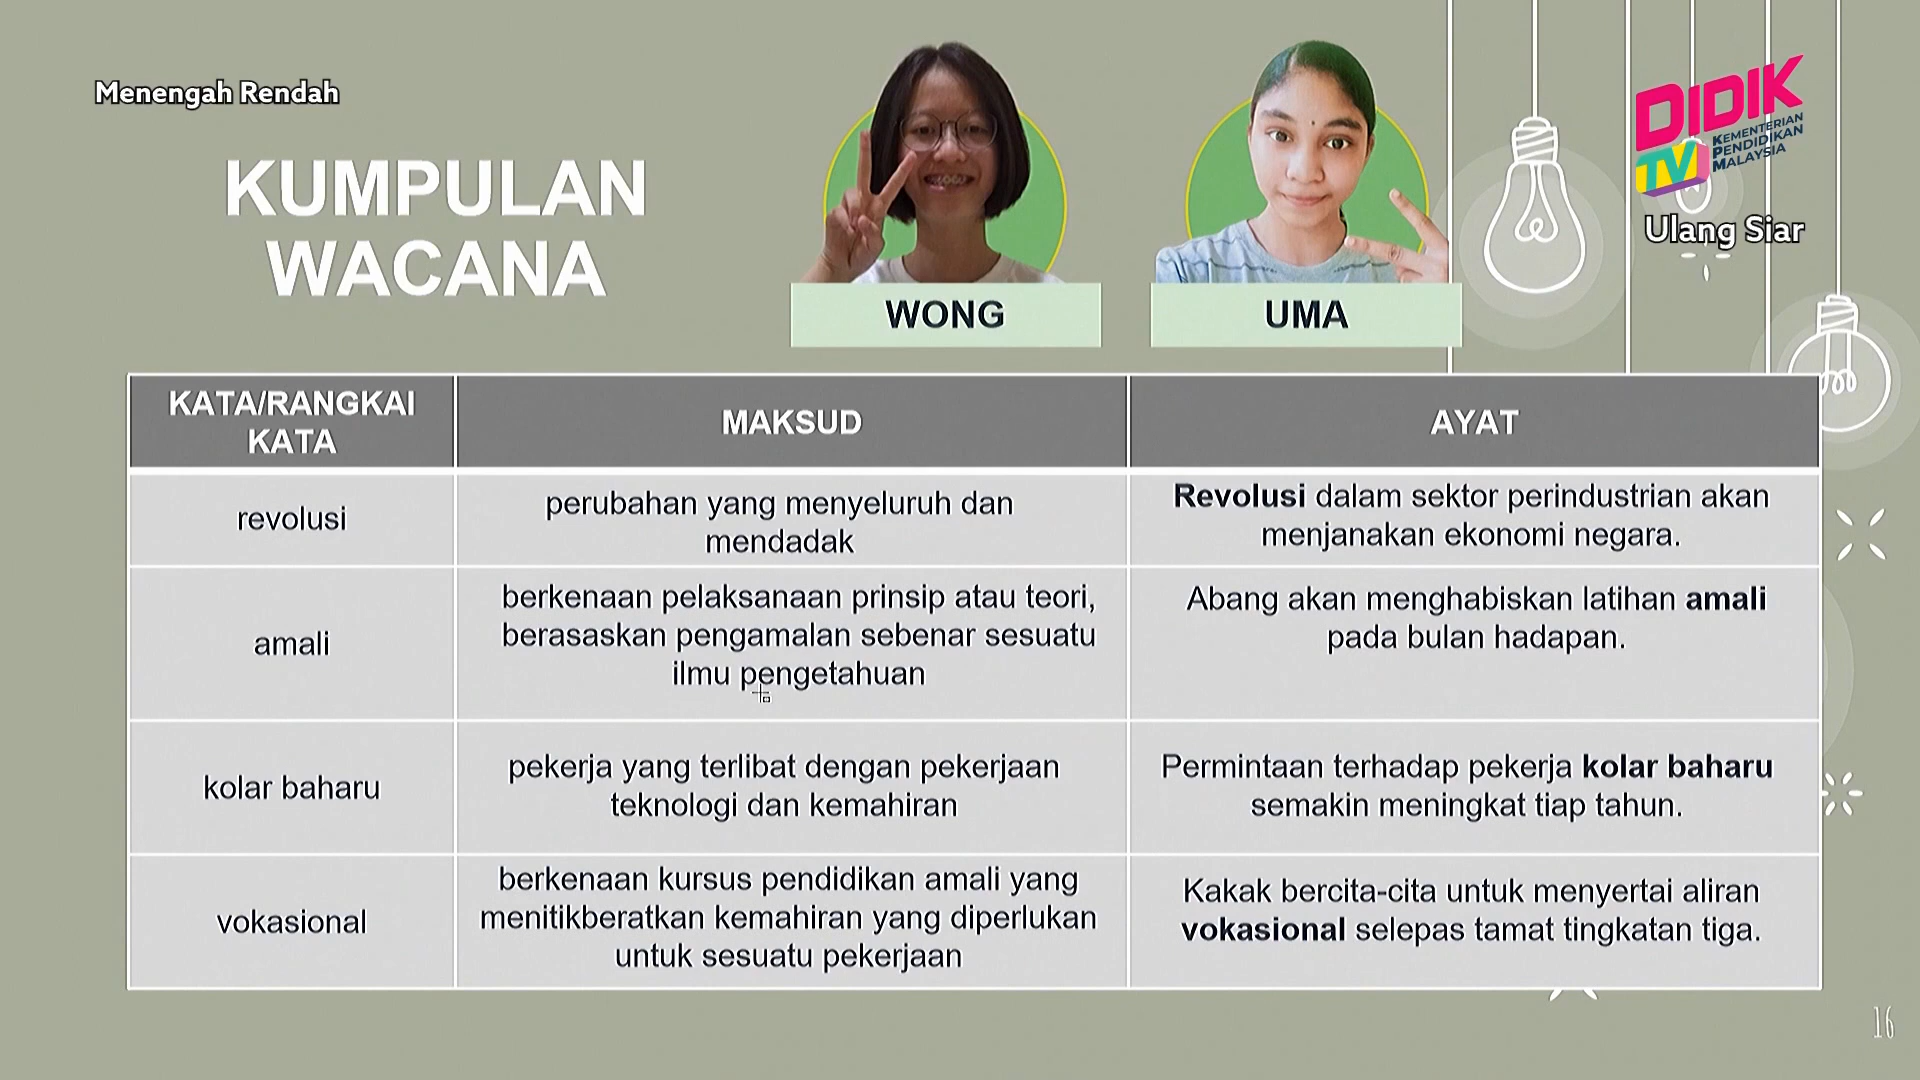 Menengah Rendah
KUMPULAN
WACANA
WONG
UMA
DIDIK
TV
KEMENTERIAN
PENDIDIKAN
MALAYSIA
Ulang Siar
KATA/RANGKAI
KATA
MAKSUD
AYAT
revolusi
perubahan yang menyeluruh dan
mendadak
Revolusi dalam sektor perindustrian akan
menjanakan ekonomi negara.
amali
berkenaan pelaksanaan prinsip atau teori,
berasaskan pengamalan sebenar sesuatu
ilmu pengetahuan
Abang akan menghabiskan latihan amali
pada bulan hadapan.
kolar baharu
pekerja yang terlibat dengan pekerjaan
teknologi dan kemahiran
Permintaan terhadap pekerja kolar baharu
semakin meningkat tiap tahun.
vokasional
berkenaan kursus pendidikan amali yang
menitikberatkan kemahiran yang diperlukan
untuk sesuatu pekerjaan
Kakak bercita-cita untuk menyertai aliran
vokasional selepas tamat tingkatan tiga.
16